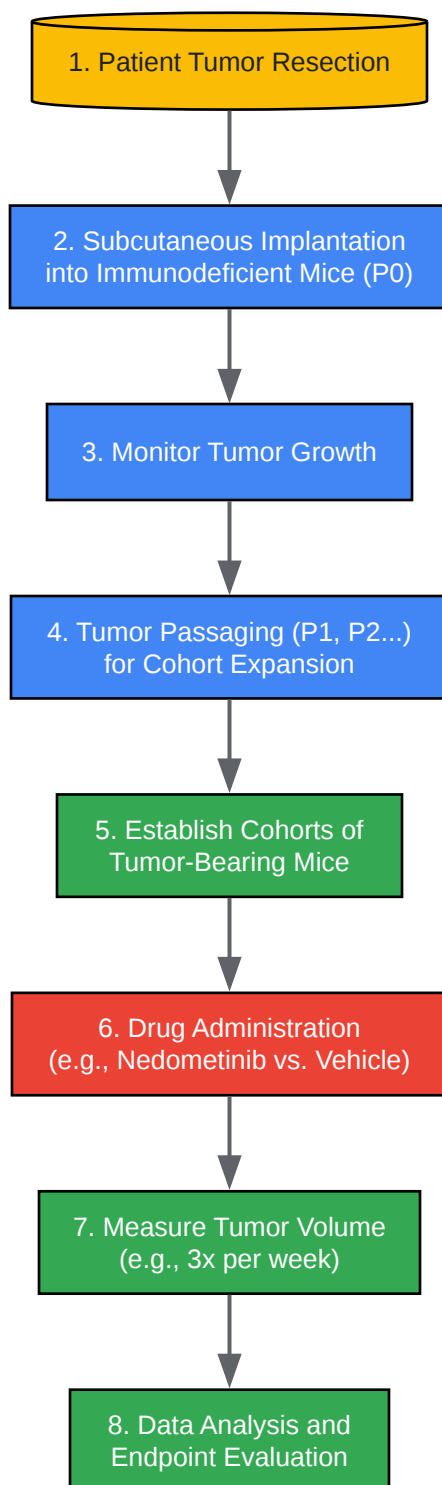 1. Patient Tumor Resection
2. Subcutaneous Implantation
into Immunodeficient Mice (P0)
3. Monitor Tumor Growth
4. Tumor Passaging (P1, P2...)
for Cohort Expansion
5. Establish Cohorts of
Tumor-Bearing Mice
6. Drug Administration
(e.g., Nedometinib vs. Vehicle)
7. Measure Tumor Volume
(e.g., 3x per week)
8. Data Analysis and
Endpoint Evaluation